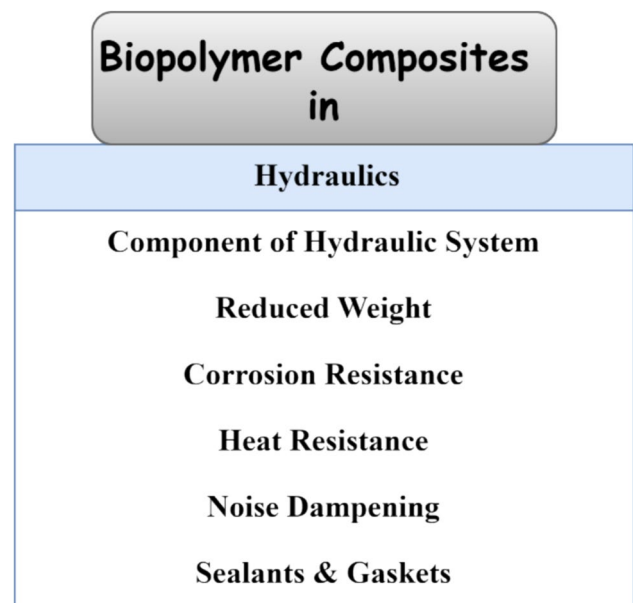 Biopolymer Composites
in
Hydraulics
Component of Hydraulic System
Reduced Weight
Corrosion Resistance
Heat Resistance
Noise Dampening
Sealants & Gaskets